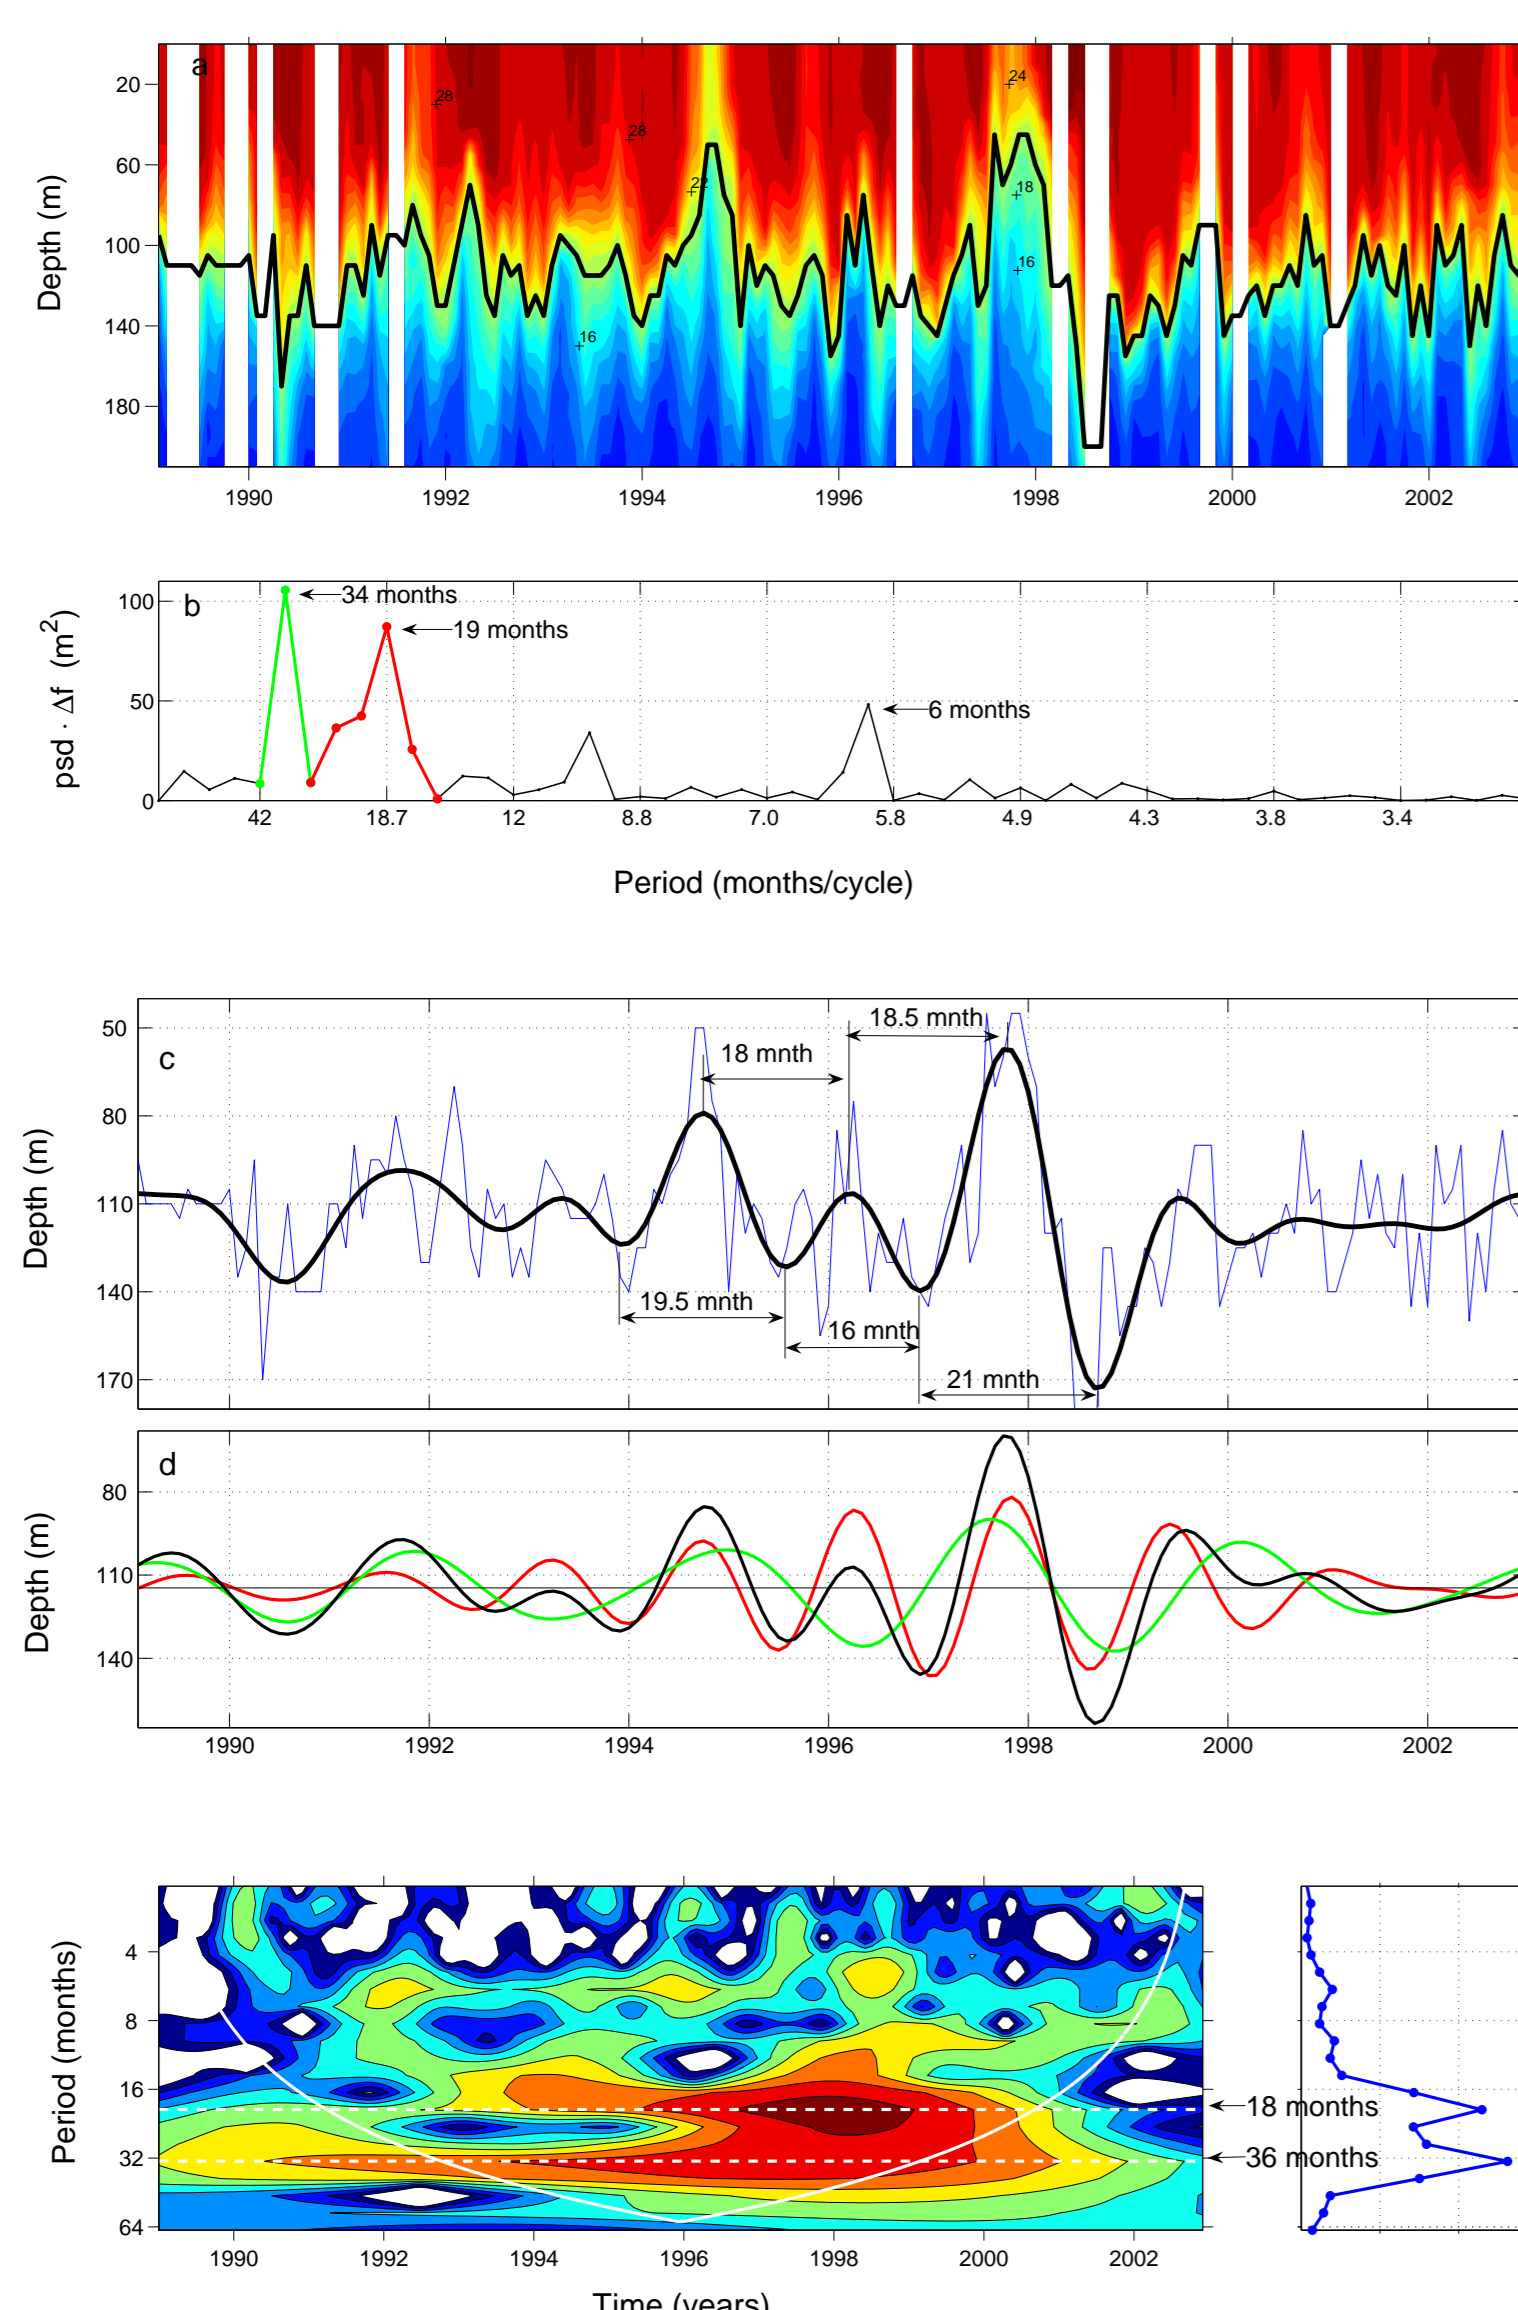 a
28
28
22
24
18
16
16
20
60
100
140
180
Depth (m)
1990 1992 1994 1996 1998 2000 2002
b
34 months
19 months
6 months
100
50
0
psd · Δf (m²)
42 18.7 12 8.8 7.0 5.8 4.9 4.3 3.8 3.4
Period (months/cycle)
c
18.5 mnth
18 mnth
19.5 mnth
16 mnth
21 mnth
50
80
110
140
170
Depth (m)
d
80
110
140
Depth (m)
1990 1992 1994 1996 1998 2000 2002
4
8
16
32
64
Period (months)
18 months
36 months
1990 1992 1994 1996 1998 2000 2002
Time (years)